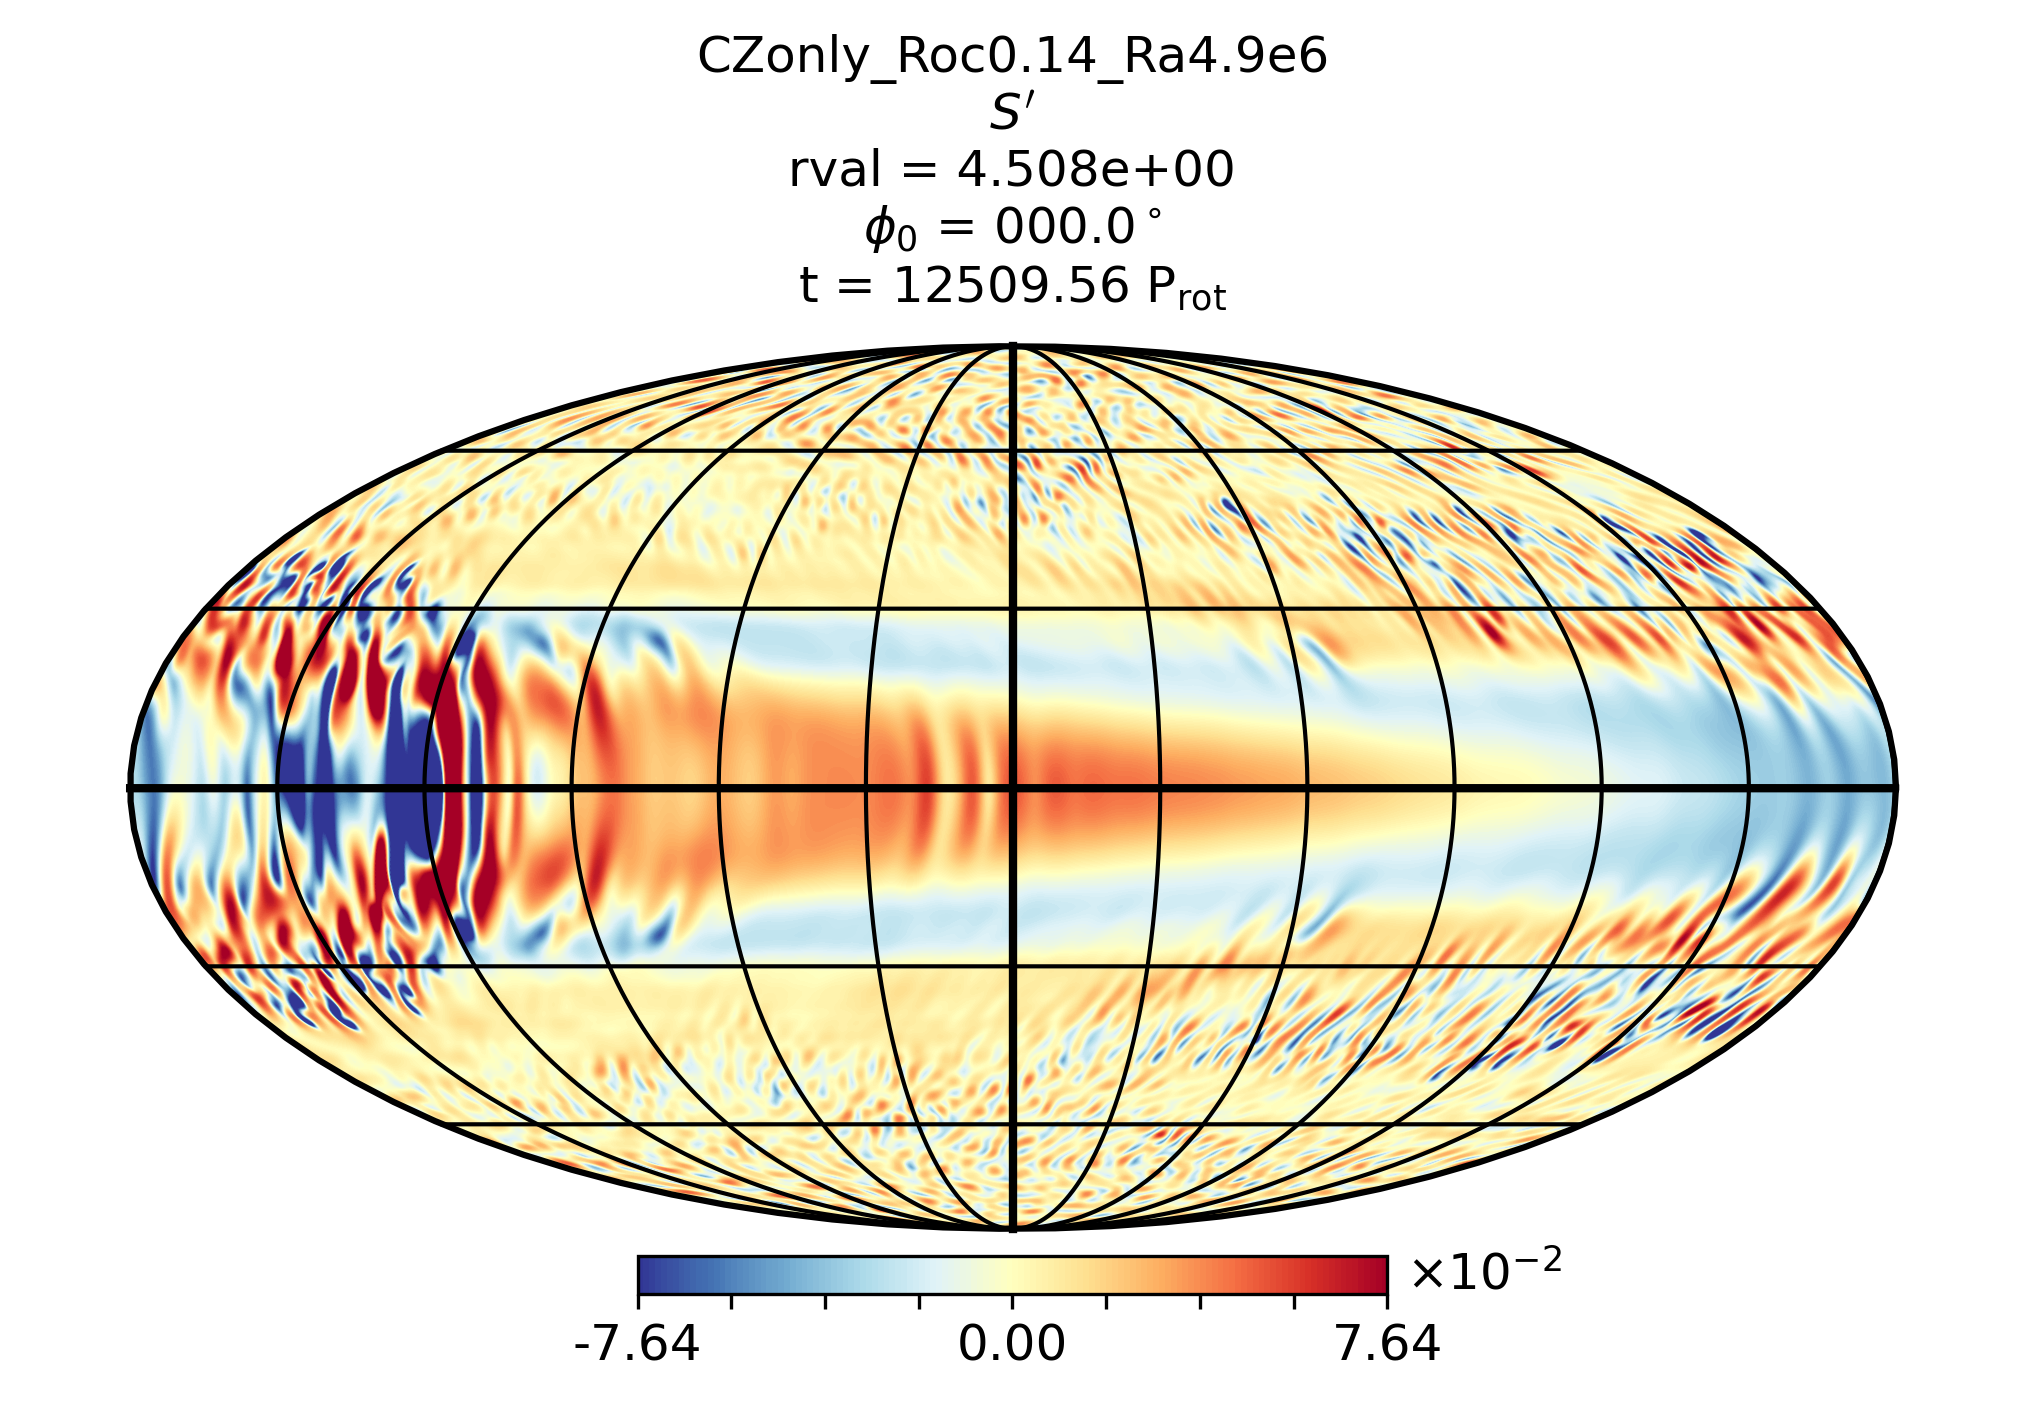 CZonly_Roc0.14_Ra4.9e6
S′
rval = 4.508e+00
ϕ₀ = 000.0°
t = 12509.56 P_rot
×10⁻²
-7.64 0.00 7.64